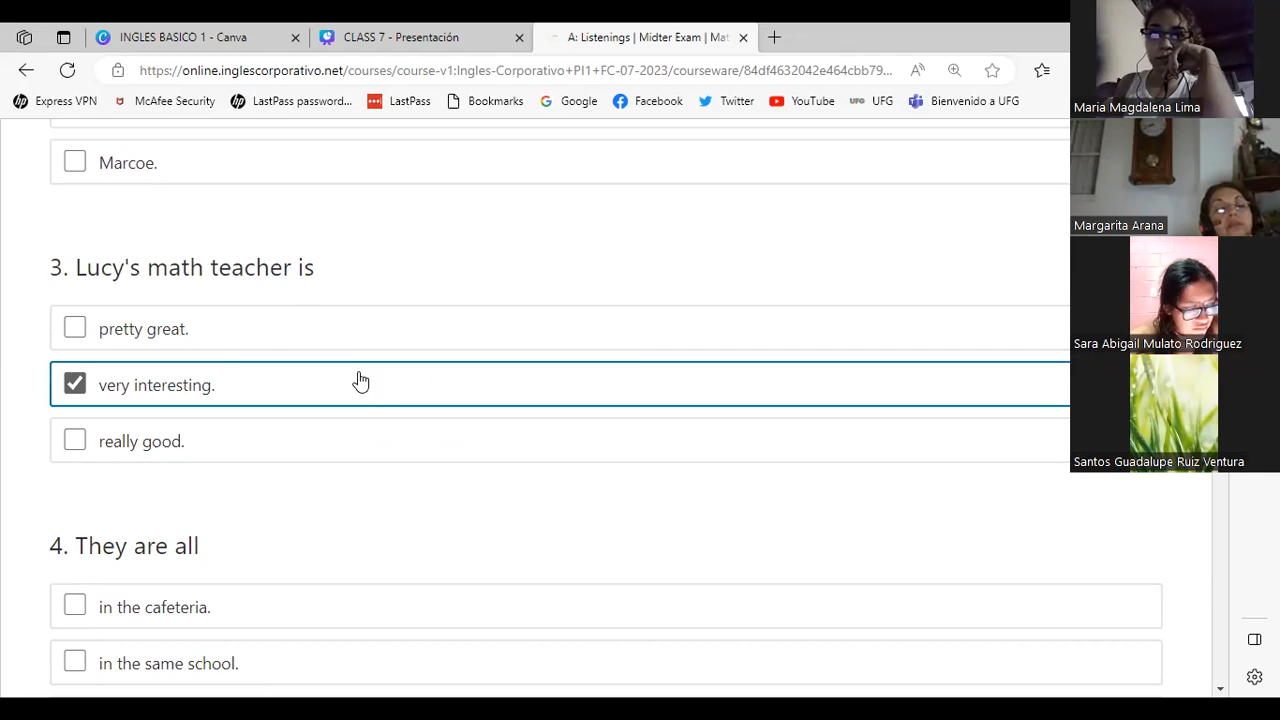 INGLES BASICO 1 - Canva
CLASS 7 - Presentación
A: Listenings | Midter Exam | Mat
https://online.inglescorporativo.net/courses/course-v1:Ingles-Corporativo+PI1+FC-07-2023/courseware/84df4632042e464cbb79...
Express VPN
McAfee Security
LastPass password...
LastPass
Bookmarks
Google
Facebook
Twitter
YouTube
UFG
UFG
Bienvenido a UFG
Marcoe.
3. Lucy's math teacher is
pretty great.
very interesting.
really good.
4. They are all
in the cafeteria.
in the same school.
Maria Magdalena Lima
Margarita Arana
Sara Abigail Mulato Rodriguez
Santos Guadalupe Ruiz Ventura